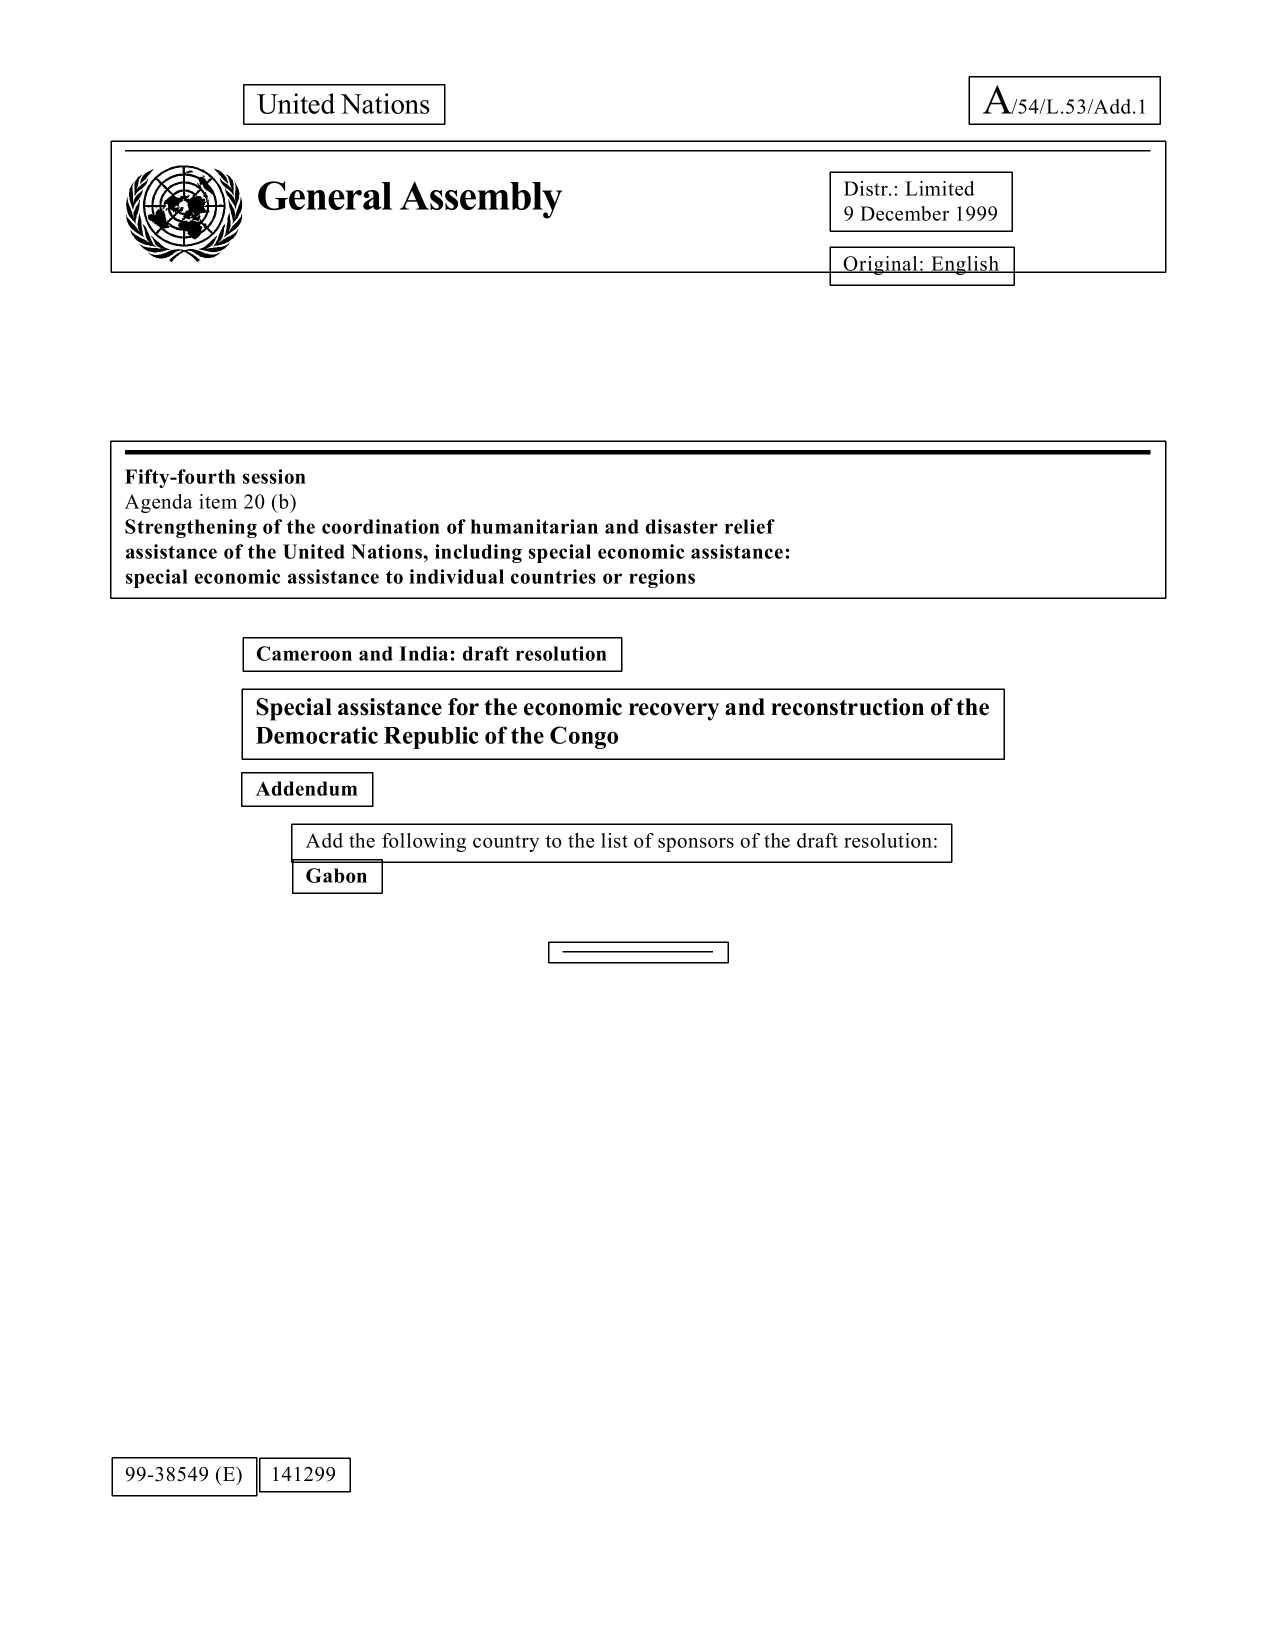 United Nations
A/54/L.53/Add.1
General Assembly
Distr.: Limited
9 December 1999
Original: English
Fifty-fourth session
Agenda item 20 (b)
Strengthening of the coordination of humanitarian and disaster relief
assistance of the United Nations, including special economic assistance:
special economic assistance to individual countries or regions
Cameroon and India: draft resolution
Special assistance for the economic recovery and reconstruction of the
Democratic Republic of the Congo
Addendum
Add the following country to the list of sponsors of the draft resolution:
Gabon
99-38549 (E) 141299